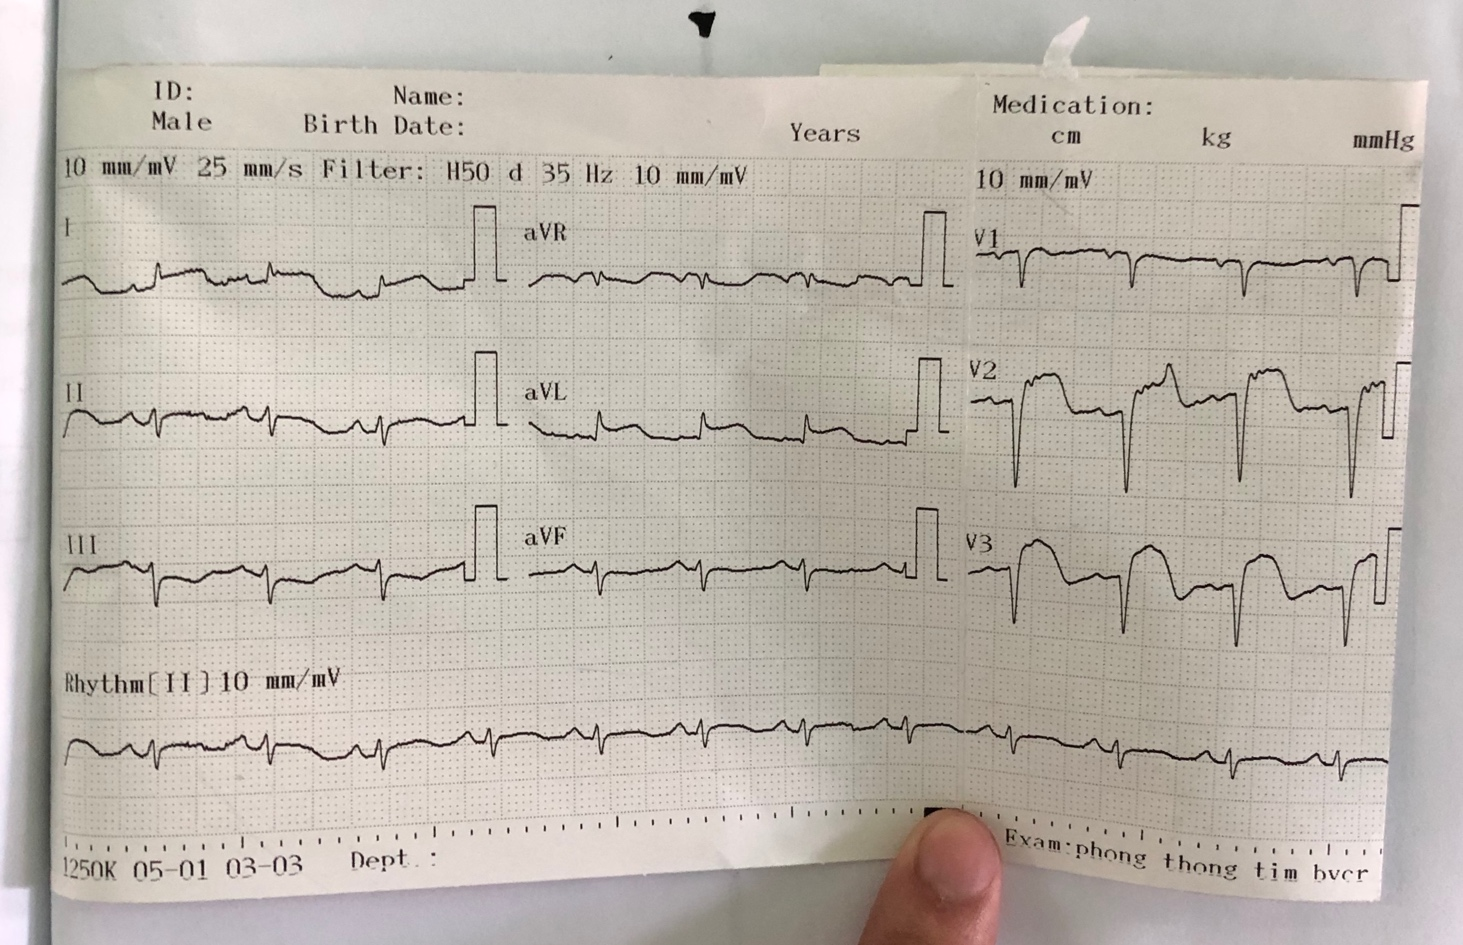 ID: Name: Medication:
Male Birth Date: Years cm kg mmHg
10 mm/mV 25 mm/s Filter: H50 d 35 Hz 10 mm/mV 10 mm/mV
I aVR V1
II aVL V2
III aVF V3
Rhythm[II] 10 mm/mV
1250K 05-01 03-03 Dept.: Exam:phong thong tim bvcr